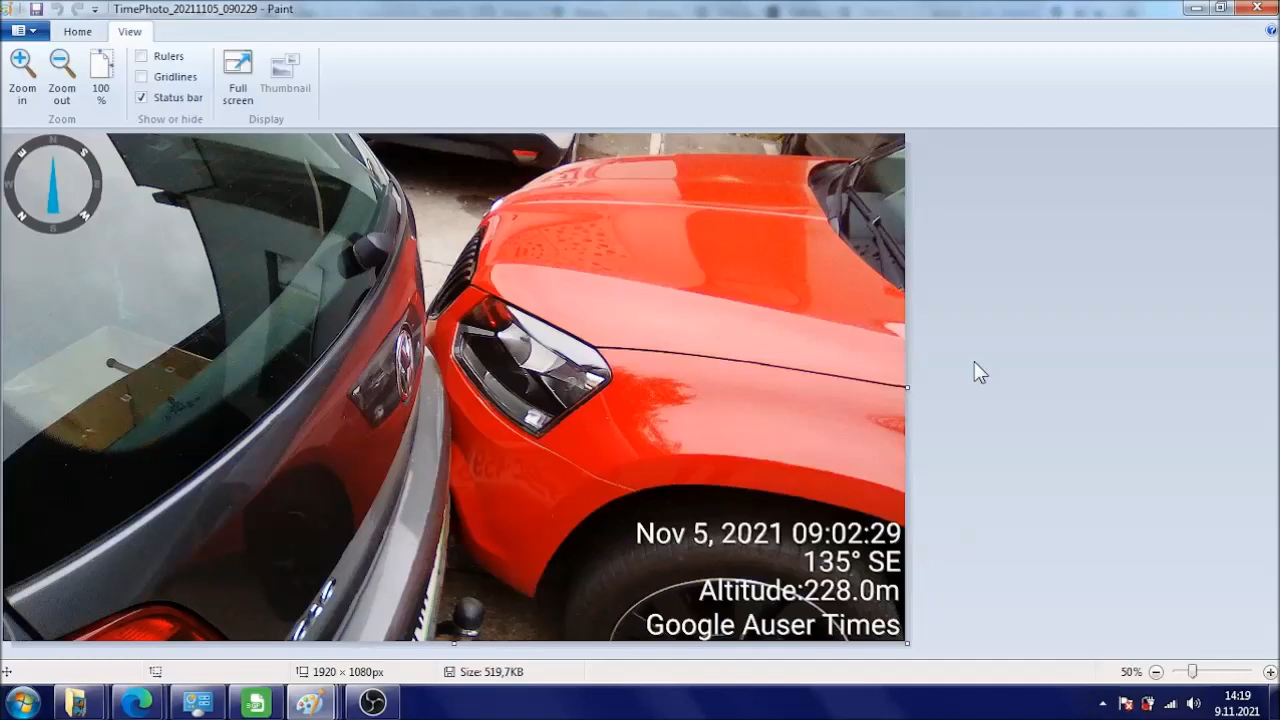 TimePhoto_20211105_090229 - Paint
Home
View
Zoom in
Zoom out
100 %
Rulers
Gridlines
Status bar
Full screen
Thumbnail
Zoom
Show or hide
Display
N
E
S
W
E
N
W
S
Nov 5, 2021 09:02:29
135° SE
Altitude:228.0m
Google Auser Times
1920 × 1080px
Size: 519,7KB
50%
14:19
9.11.2021